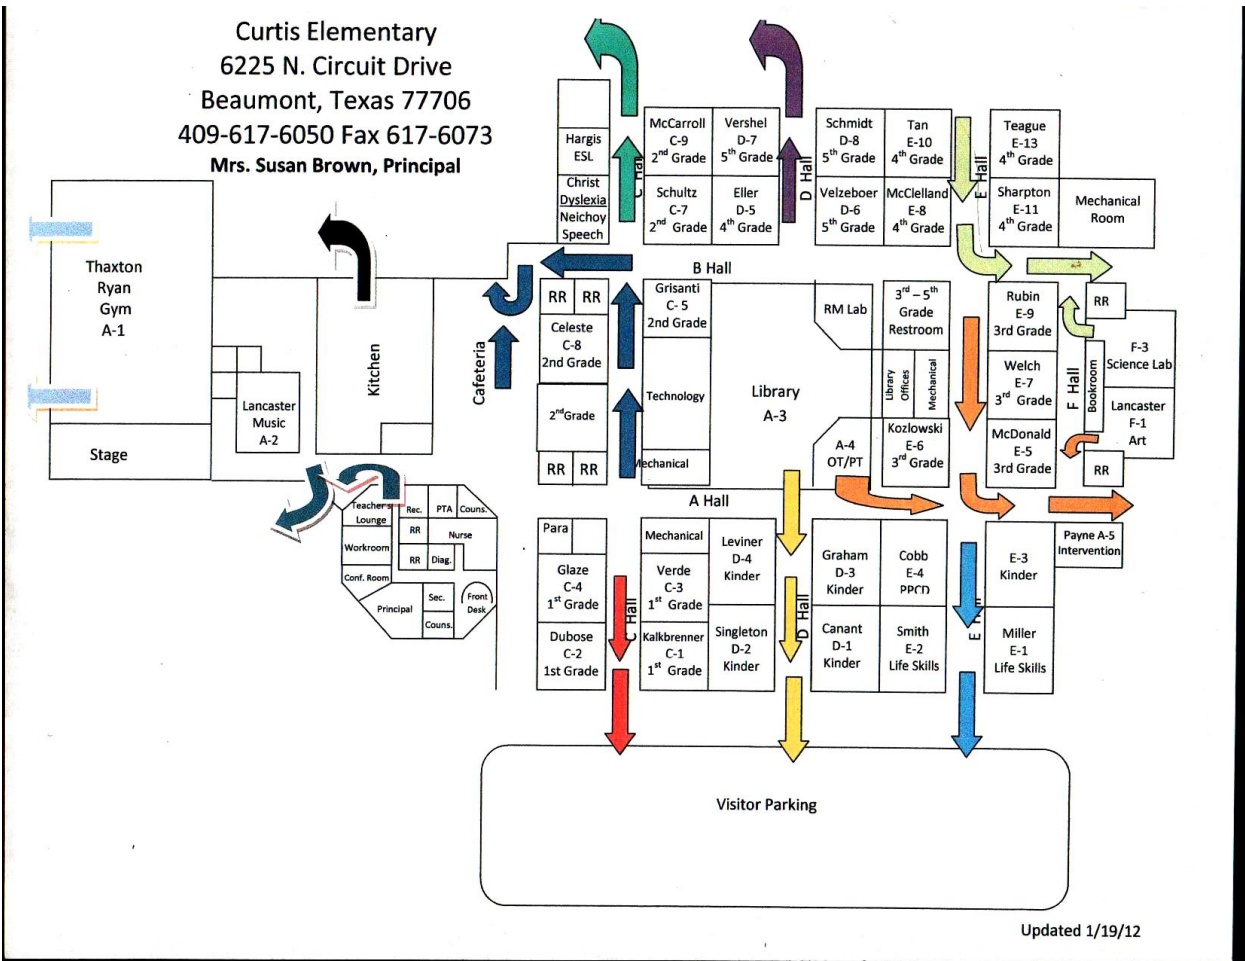 Curtis Elementary
6225 N. Circuit Drive
Beaumont, Texas 77706
409-617-6050 Fax 617-6073
Mrs. Susan Brown, Principal
Hargis
ESL
Christ
Dyslexia
Neichoy
Speech
McCarroll
C-9
2nd Grade
Vershel
D-7
5th Grade
Schultz
C-7
2nd Grade
Eller
D-5
4th Grade
D Hall
Schmidt
D-8
5th Grade
Tan
E-10
4th Grade
Velzeboer
D-6
5th Grade
McClelland
E-8
4th Grade
E Hall
Teague
E-13
4th Grade
Sharpton
E-11
4th Grade
Mechanical
Room
Thaxton
Ryan
Gym
A-1
Stage
Lancaster
Music
A-2
Kitchen
Cafeteria
B Hall
RR
RR
Celeste
C-8
2nd Grade
2nd Grade
RR
RR
Grisanti
C- 5
2nd Grade
Technology
Mechanical
Library
A-3
RM Lab
3rd – 5th
Grade
Restroom
Library
Offices
Mechanical
A-4
OT/PT
Kozlowski
E-6
3rd Grade
Rubin
E-9
3rd Grade
Welch
E-7
3rd Grade
McDonald
E-5
3rd Grade
F Hall
RR
Bookroom
F-3
Science Lab
Lancaster
F-1
Art
RR
A Hall
Teacher's
Lounge
Workroom
Conf. Room
Principal
Rec.
PTA
Couns.
RR
Nurse
RR
Diag.
Sec.
Couns.
Front
Desk
Para
Glaze
C-4
1st Grade
Dubose
C-2
1st Grade
C Hall
Mechanical
Verde
C-3
1st Grade
Kalkbrenner
C-1
1st Grade
Leviner
D-4
Kinder
Singleton
D-2
Kinder
D Hall
Graham
D-3
Kinder
Cobb
E-4
PPCD
Canant
D-1
Kinder
Smith
E-2
Life Skills
E-3
Kinder
Miller
E-1
Life Skills
Payne A-5
Intervention
Visitor Parking
Updated 1/19/12